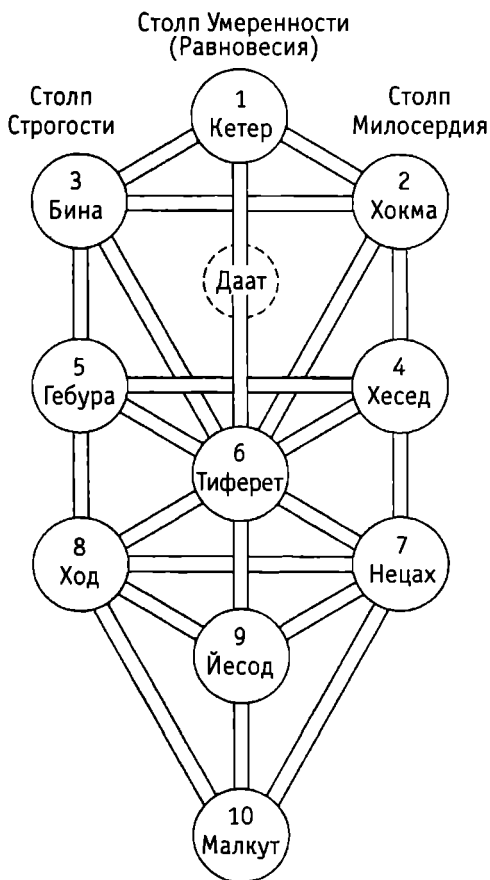 Столп Умеренности
(Равновесия)
Столп
Строгости
1
Кетер
Столп
Милосердия
3
Бина
2
Хокма
Даат
5
Гебура
4
Хесед
6
Тиферет
8
Ход
7
Нецах
9
Йесод
10
Малкут